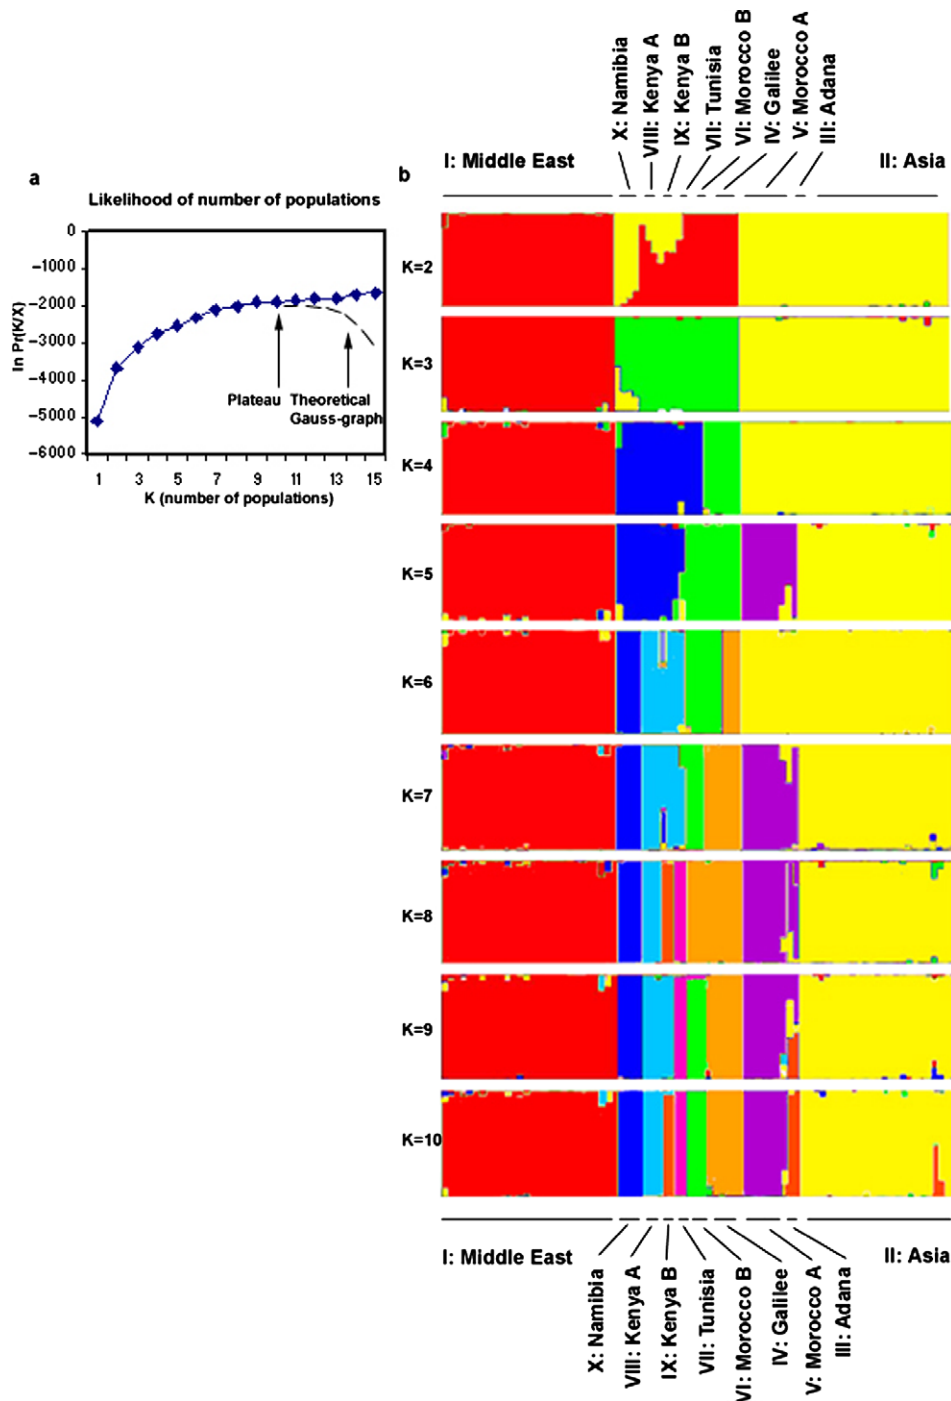 X: Namibia
VIII: Kenya A
IX: Kenya B
VII: Tunisia
VI: Morocco B
IV: Galilee
V: Morocco A
III: Adana
I: Middle East
II: Asia
a
b
Likelihood of number of populations
0
–1000
–2000
–3000
–4000
–5000
–6000
ln Pr(K/X)
Plateau
Theoretical
Gauss-graph
1 3 5 7 9 11 13 15
K (number of populations)
K=2
K=3
K=4
K=5
K=6
K=7
K=8
K=9
K=10
I: Middle East
II: Asia
X: Namibia
VIII: Kenya A
IX: Kenya B
VII: Tunisia
VI: Morocco B
IV: Galilee
V: Morocco A
III: Adana